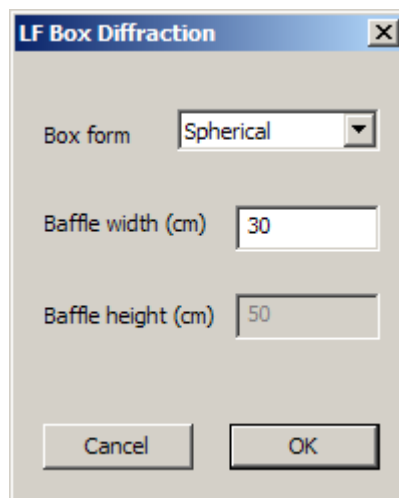 LF Box Diffraction
Box form Spherical
Baffle width (cm) 30
Baffle height (cm) 50
Cancel OK